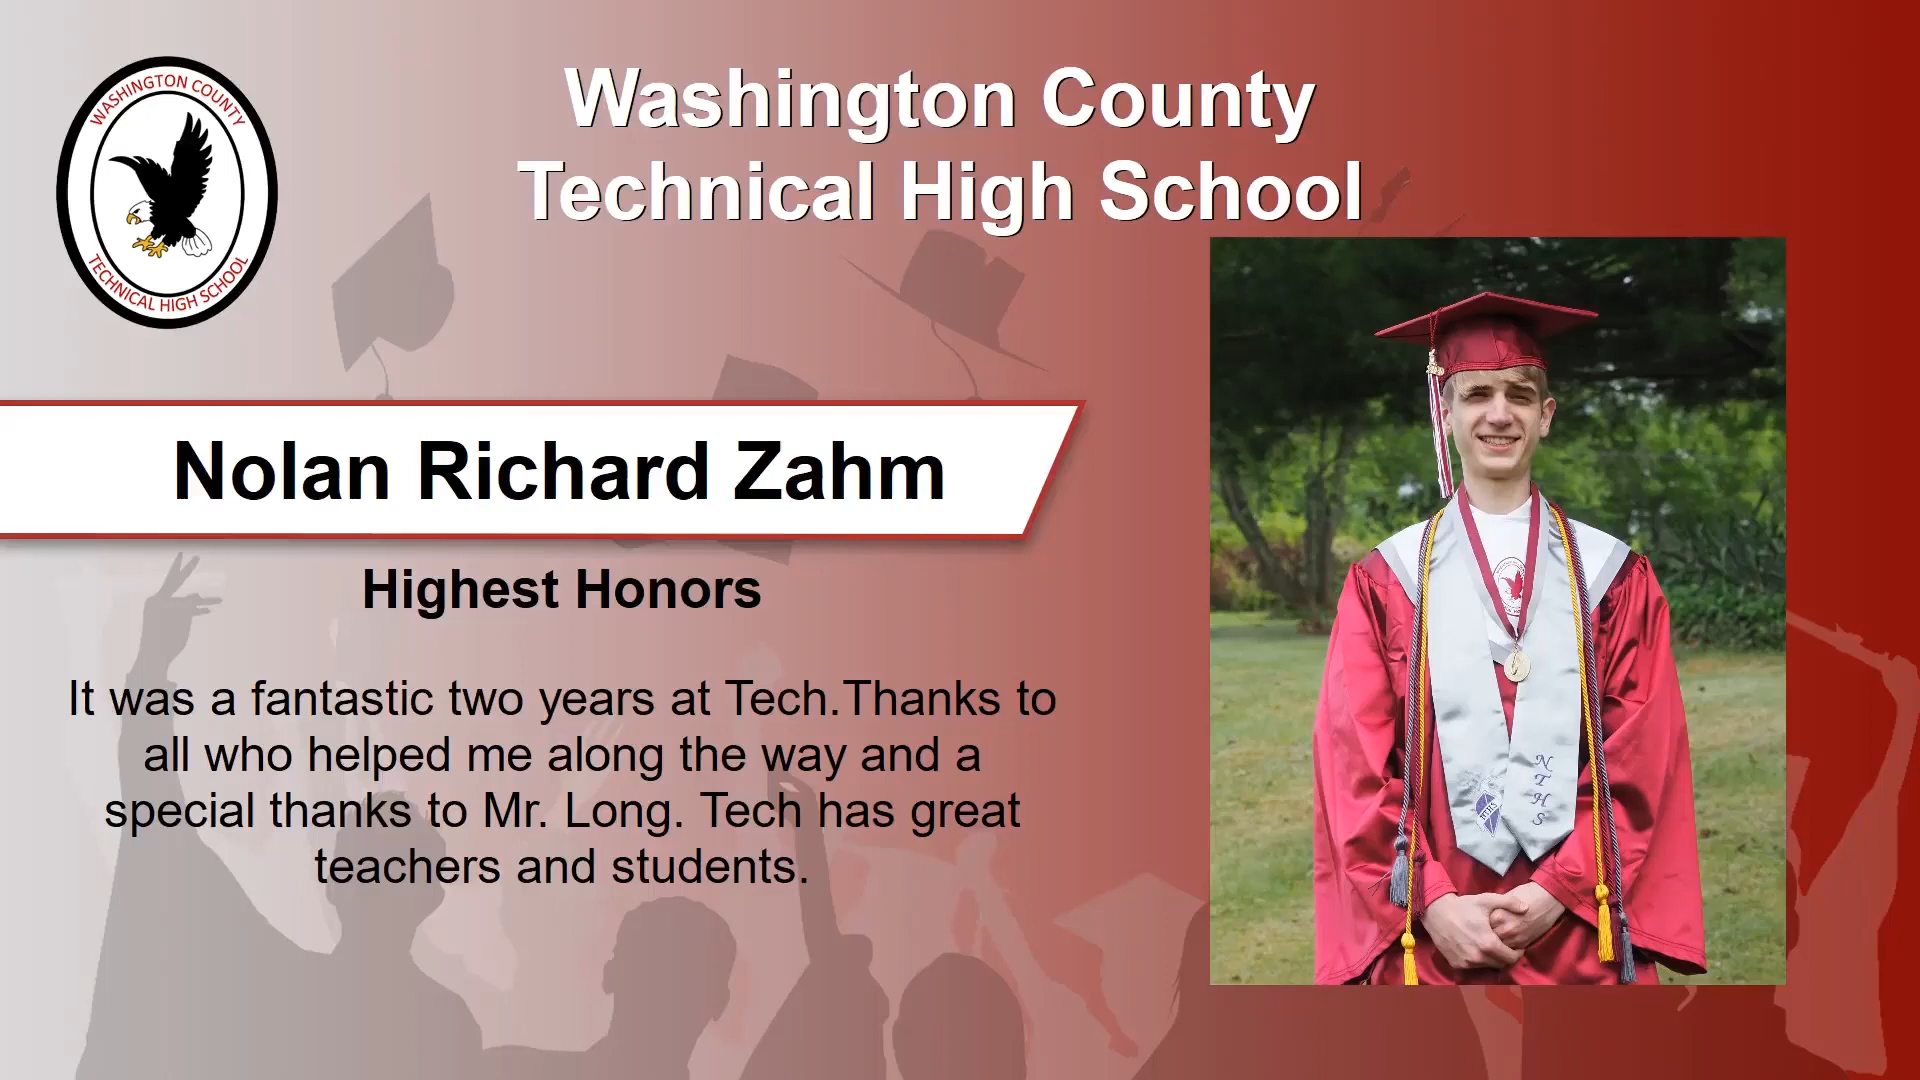 WASHINGTON COUNTY
TECHNICAL HIGH SCHOOL
Washington County
Technical High School
Nolan Richard Zahm
Highest Honors
It was a fantastic two years at Tech.Thanks to
all who helped me along the way and a
special thanks to Mr. Long. Tech has great
teachers and students.
NTHS